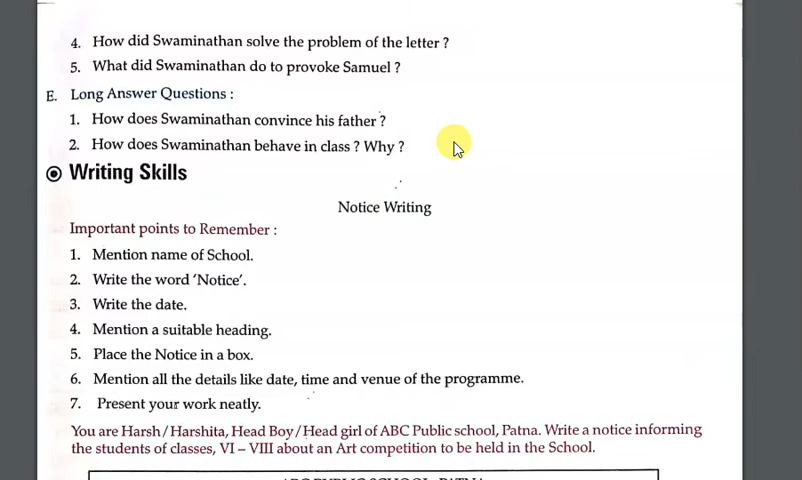 4. How did Swaminathan solve the problem of the letter ?
5. What did Swaminathan do to provoke Samuel ?
E. Long Answer Questions :
1. How does Swaminathan convince his father ?
2. How does Swaminathan behave in class ? Why ?
Writing Skills
Notice Writing
Important points to Remember :
1. Mention name of School.
2. Write the word ‘Notice’.
3. Write the date.
4. Mention a suitable heading.
5. Place the Notice in a box.
6. Mention all the details like date, time and venue of the programme.
7. Present your work neatly.
You are Harsh/Harshita, Head Boy/Head girl of ABC Public school, Patna. Write a notice informing
the students of classes, VI – VIII about an Art competition to be held in the School.